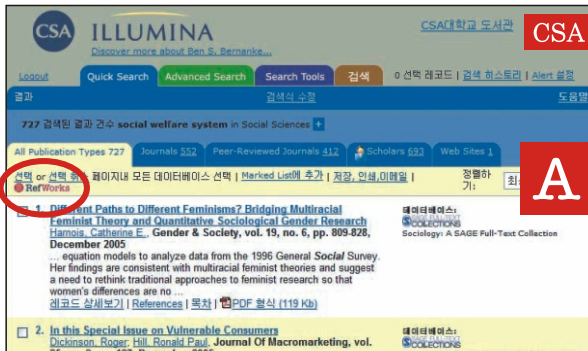 CSA ILLUMINA
Discover more about Ben S. Bernanke...
CSA대학교 도서관
CSA
Logout Quick Search Advanced Search Search Tools 검색 0 선택 레코드 | 검색 히스토리 | Alert 설정
결과 검색식 수정 도움말
727 검색된 결과 건수 social welfare system in Social Sciences +
All Publication Types 727 Journals 552 Peer-Reviewed Journals 412 Scholars 693 Web Sites 1
선택 or 선택 취소 페이지내 모든 데이터베이스 선택 | Marked List에 추가 | 저장, 인쇄,이메일 | 정렬하기:
RefWorks
A
1. Different Paths to Different Feminisms? Bridging Multiracial
Feminist Theory and Quantitative Sociological Gender Research
Harnois, Catherine E., Gender & Society, vol. 19, no. 6, pp. 809-828,
December 2005
... equation models to analyze data from the 1996 General Social Survey.
Her findings are consistent with multiracial feminist theories and suggest
a need to rethink traditional approaches to feminist research so that
women's differences are no ...
레코드 상세보기 | References | 목차 | PDF 형식 (119 Kb)
데이터베이스:
COLLECTIONS
Sociology: A SAGE Full-Text Collection
2. In this Special Issue on Vulnerable Consumers
Dickinson, Roger; Hill, Ronald Paul, Journal Of Macromarketing, vol.
데이터베이스:
COLLECTIONS